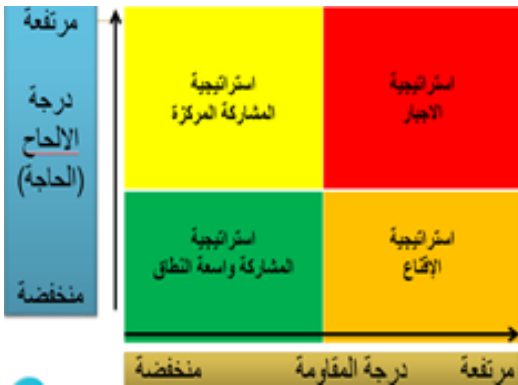 مرتفعة
درجة
الالحاح
(الحاجة)
منخفضة
استراتيجية
المشاركة المركزة
استراتيجية
الاجبار
استراتيجية
المشاركة واسعة النطاق
استراتيجية
الإقناع
منخفضة درجة المقاومة مرتفعة